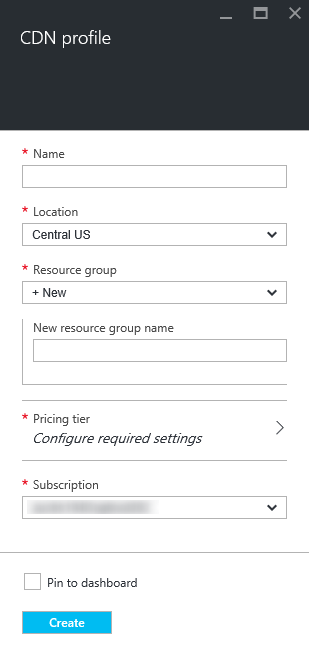 CDN profile
* Name
* Location
Central US
* Resource group
+ New
New resource group name
* Pricing tier
Configure required settings
* Subscription
Pin to dashboard
Create